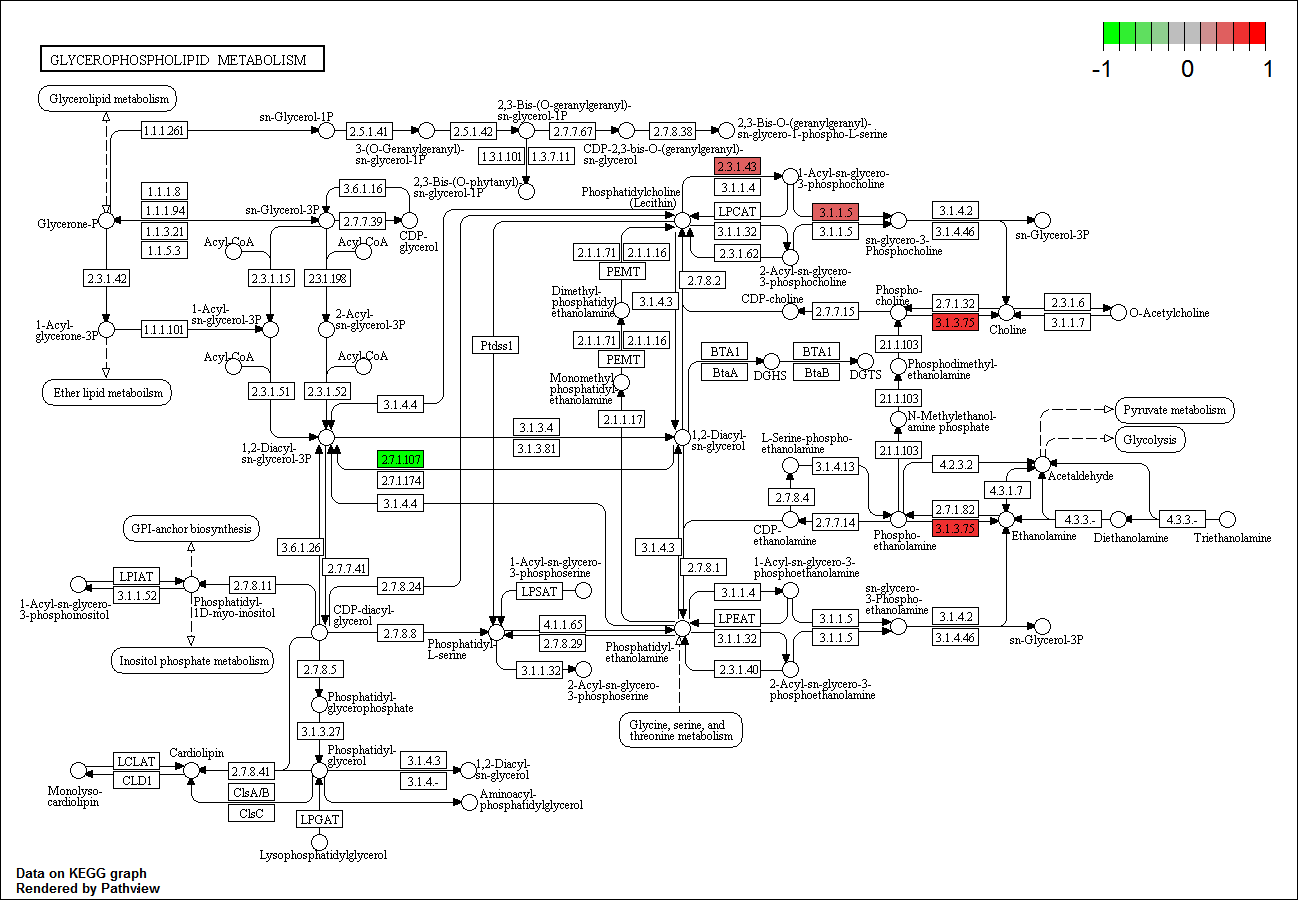 GLYCEROPHOSPHOLIPID METABOLISM
-1
0
1
Glycerolipid metabolism
1.1.1.261
sn-Glycerol-1P
2.5.1.41
3-(O-Geranylgeranyl)-
sn-glycerol-1P
2.5.1.42
2,3-Bis-(O-geranylgeranyl)-
sn-glycerol-1P
2.7.7.67
CDP-2,3-bis-O-(geranylgeranyl)-
sn-glycerol
2.7.8.38
2,3-Bis-O-(geranylgeranyl)-
sn-glycero-1-phospho-L-serine
1.3.1.101
1.3.7.11
2,3-Bis-(O-phytanyl)-
sn-glycerol-1P
1.1.1.8
1.1.1.94
1.1.3.21
1.1.5.3
Glycerone-P
sn-Glycerol-3P
3.6.1.16
2.7.7.39
CDP-
glycerol
Acyl-CoA
Acyl-CoA
2.3.1.42
2.3.1.15
2.3.1.198
1-Acyl-
glycerone-3P
1.1.1.101
1-Acyl-
sn-glycerol-3P
2-Acyl-
sn-glycerol-3P
Acyl-CoA
Acyl-CoA
Ether lipid metabolism
2.3.1.51
2.3.1.52
3.1.4.4
1,2-Diacyl-
sn-glycerol-3P
3.1.3.4
3.1.3.81
2.7.1.107
2.7.1.174
3.1.4.4
Ptdss1
Phosphatidylcholine
(Lecithin)
2.3.1.43
3.1.1.4
LPCAT
3.1.1.32
2.3.1.62
1-Acyl-sn-glycero-
3-phosphocholine
2-Acyl-sn-glycero-
3-phosphocholine
3.1.1.5
3.1.1.5
sn-glycero-3-
Phosphocholine
3.1.4.2
3.1.4.46
sn-Glycerol-3P
2.1.1.71
2.1.1.16
PEMT
Dimethyl-
phosphatidyl
ethanolamine
3.1.4.3
2.7.8.2
CDP-choline
2.7.7.15
Phospho-
choline
2.7.1.32
3.1.3.75
Choline
2.3.1.6
3.1.1.7
O-Acetylcholine
2.1.1.71
2.1.1.16
PEMT
Monomethyl
phosphatidyl
ethanolamine
2.1.1.17
BTA1
BtaA
DGHS
BTA1
BtaB
DGTS
2.1.1.103
Phosphodimethyl-
ethanolamine
2.1.1.103
N-Methylethanol-
amine phosphate
2.1.1.103
1,2-Diacyl-
sn-glycerol
L-Serine-phospho-
ethanolamine
3.1.4.13
2.7.8.4
CDP-
ethanolamine
2.7.7.14
Phospho-
ethanolamine
4.2.3.2
Acetaldehyde
Pyruvate metabolism
Glycolysis
4.3.1.7
2.7.1.82
3.1.3.75
Ethanolamine
4.3.3.-
Diethanolamine
4.3.3.-
Triethanolamine
GPI-anchor biosynthesis
3.6.1.26
2.7.7.41
3.1.4.3
2.7.8.1
LPIAT
3.1.1.52
1-Acyl-sn-glycero-
3-phosphoinositol
Phosphatidyl-
1D-myo-inositol
2.7.8.11
2.7.8.24
CDP-diacyl-
glycerol
Inositol phosphate metabolism
2.7.8.8
1-Acyl-sn-glycero-
3-phosphoserine
LPSAT
Phosphatidyl-
L-serine
4.1.1.65
2.7.8.29
3.1.1.32
2-Acyl-sn-glycero-
3-phosphoserine
Phosphatidyl-
ethanolamine
1-Acyl-sn-glycero-3-
phosphoethanolamine
3.1.1.4
LPEAT
3.1.1.32
2.3.1.40
2-Acyl-sn-glycero-3-
phosphoethanolamine
3.1.1.5
3.1.1.5
sn-glycero-
3-Phospho-
ethanolamine
3.1.4.2
3.1.4.46
sn-Glycerol-3P
Glycine, serine, and
threonine metabolism
2.7.8.5
Phosphatidyl-
glycerophosphate
3.1.3.27
Phosphatidyl-
glycerol
LCLAT
CLD1
Monolyso-
cardiolipin
Cardiolipin
2.7.8.41
ClsA/B
ClsC
3.1.4.3
3.1.4.-
1,2-Diacyl-
sn-glycerol
Aminoacyl-
phosphatidylglycerol
LPGAT
Lysophosphatidylglycerol
Data on KEGG graph
Rendered by Pathview